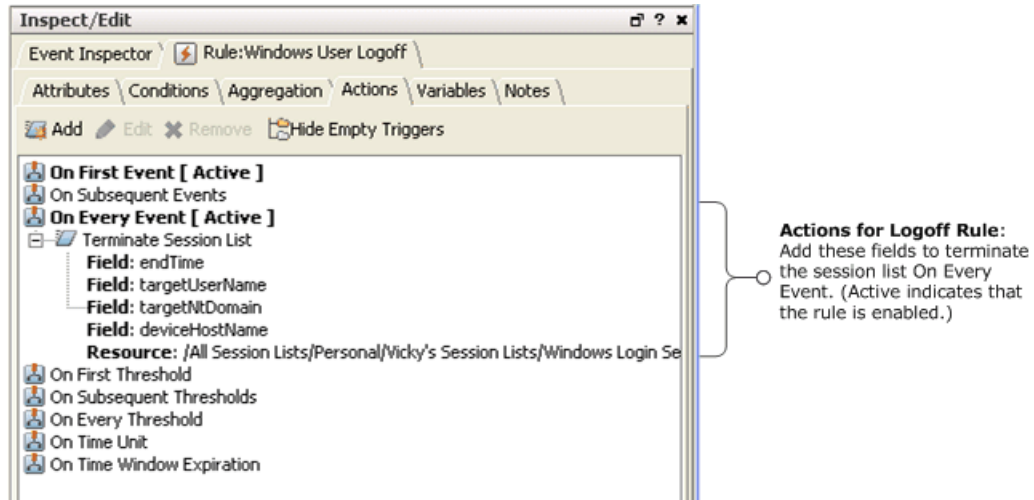 Inspect/Edit
Event Inspector
Rule:Windows User Logoff
Attributes Conditions Aggregation Actions Variables Notes
Add Edit Remove Hide Empty Triggers
On First Event [ Active ]
On Subsequent Events
On Every Event [ Active ]
Terminate Session List
Field: endTime
Field: targetUserName
Field: targetNtDomain
Field: deviceHostName
Resource: /All Session Lists/Personal/Vicky's Session Lists/Windows Login Se
On First Threshold
On Subsequent Thresholds
On Every Threshold
On Time Unit
On Time Window Expiration
Actions for Logoff Rule:
Add these fields to terminate
the session list On Every
Event. (Active indicates that
the rule is enabled.)